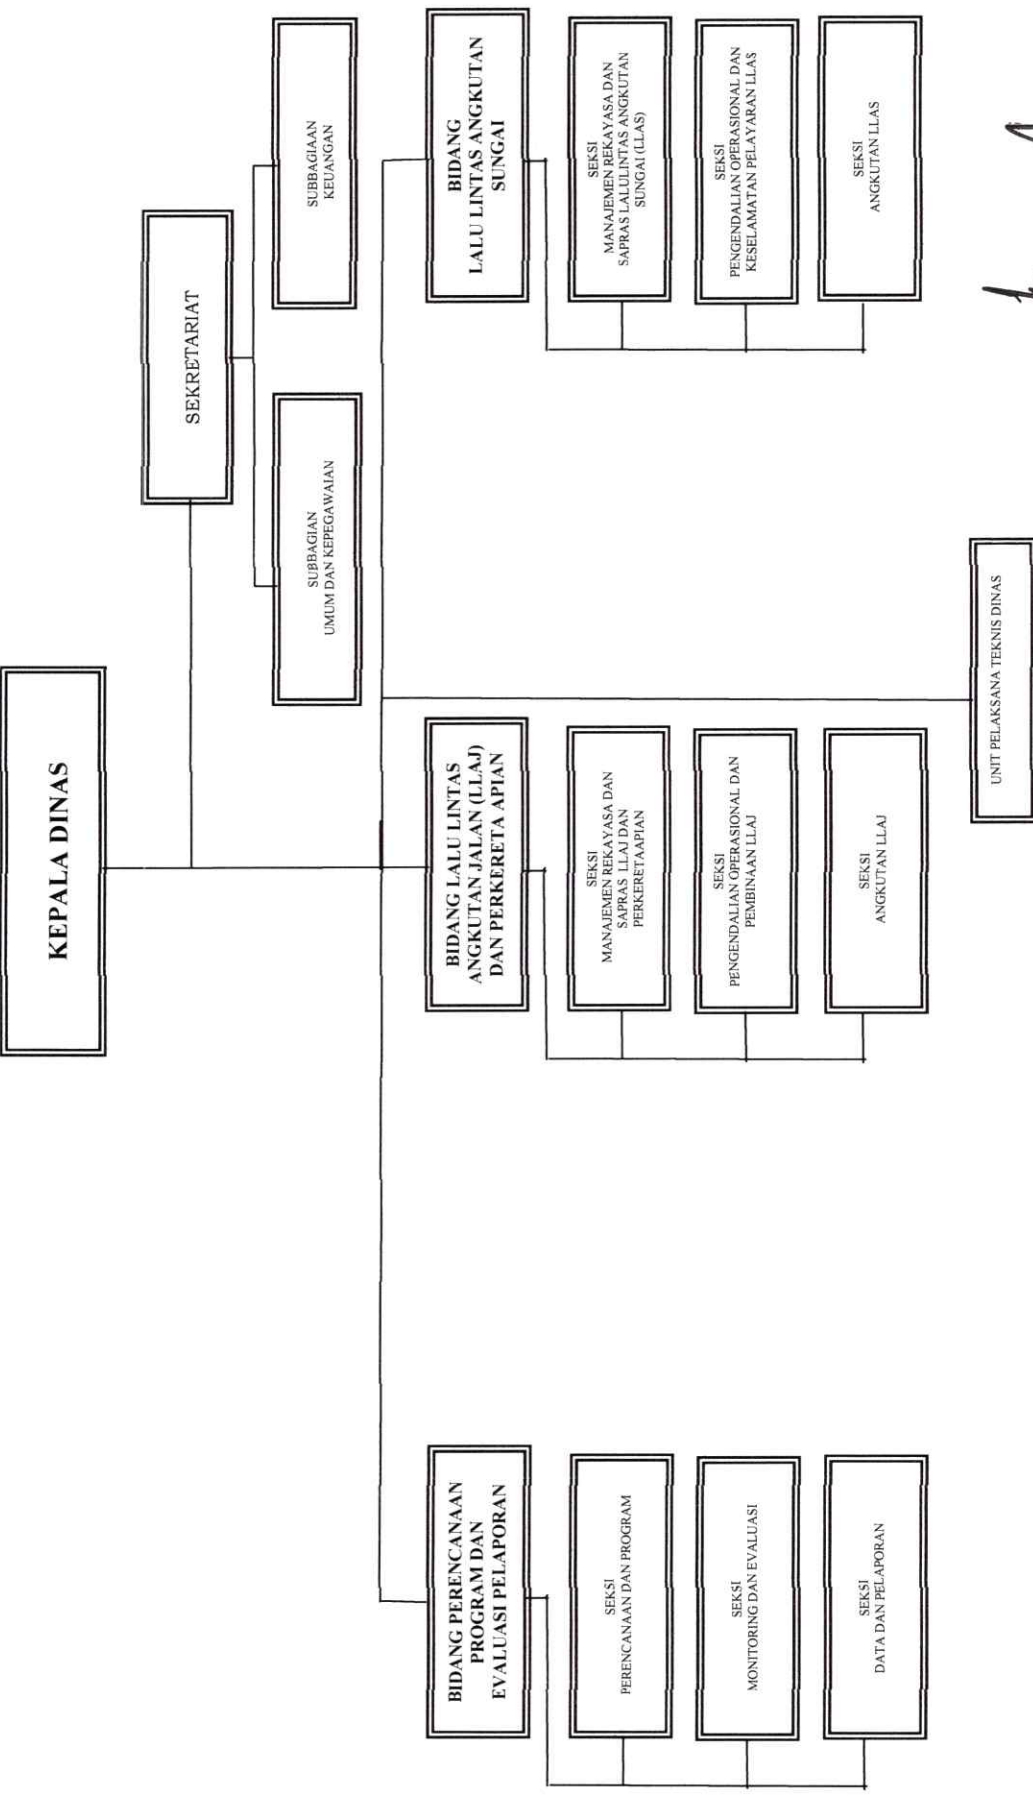 KEPALA DINAS
SEKRETARIAT
SUBBAGIAN
UMUM DAN KEPEGAWAIAN
SUBBAGIAAN
KEUANGAN
BIDANG PERENCANAAN
PROGRAM DAN
EVALUASI PELAPORAN
SEKSI
PERENCANAAN DAN PROGRAM
SEKSI
MONITORING DAN EVALUASI
SEKSI
DATA DAN PELAPORAN
BIDANG LALU LINTAS
ANGKUTAN JALAN (LLAJ)
DAN PERKERETA APIAN
SEKSI
MANAJEMEN REKAYASA DAN
SAPRAS LLAJ DAN
PERKERETAAPIAN
SEKSI
PENGENDALIAN OPERASIONAL DAN
PEMBINAAN LLAJ
SEKSI
ANGKUTAN LLAJ
BIDANG
LALU LINTAS ANGKUTAN
SUNGAI
SEKSI
MANAJEMEN REKAYASA DAN
SAPRAS LALULINTAS ANGKUTAN
SUNGAI (LLAS)
SEKSI
PENGENDALIAN OPERASIONAL DAN
KESELAMATAN PELAYARAN LLAS
SEKSI
ANGKUTAN LLAS
UNIT PELAKSANA TEKNIS DINAS